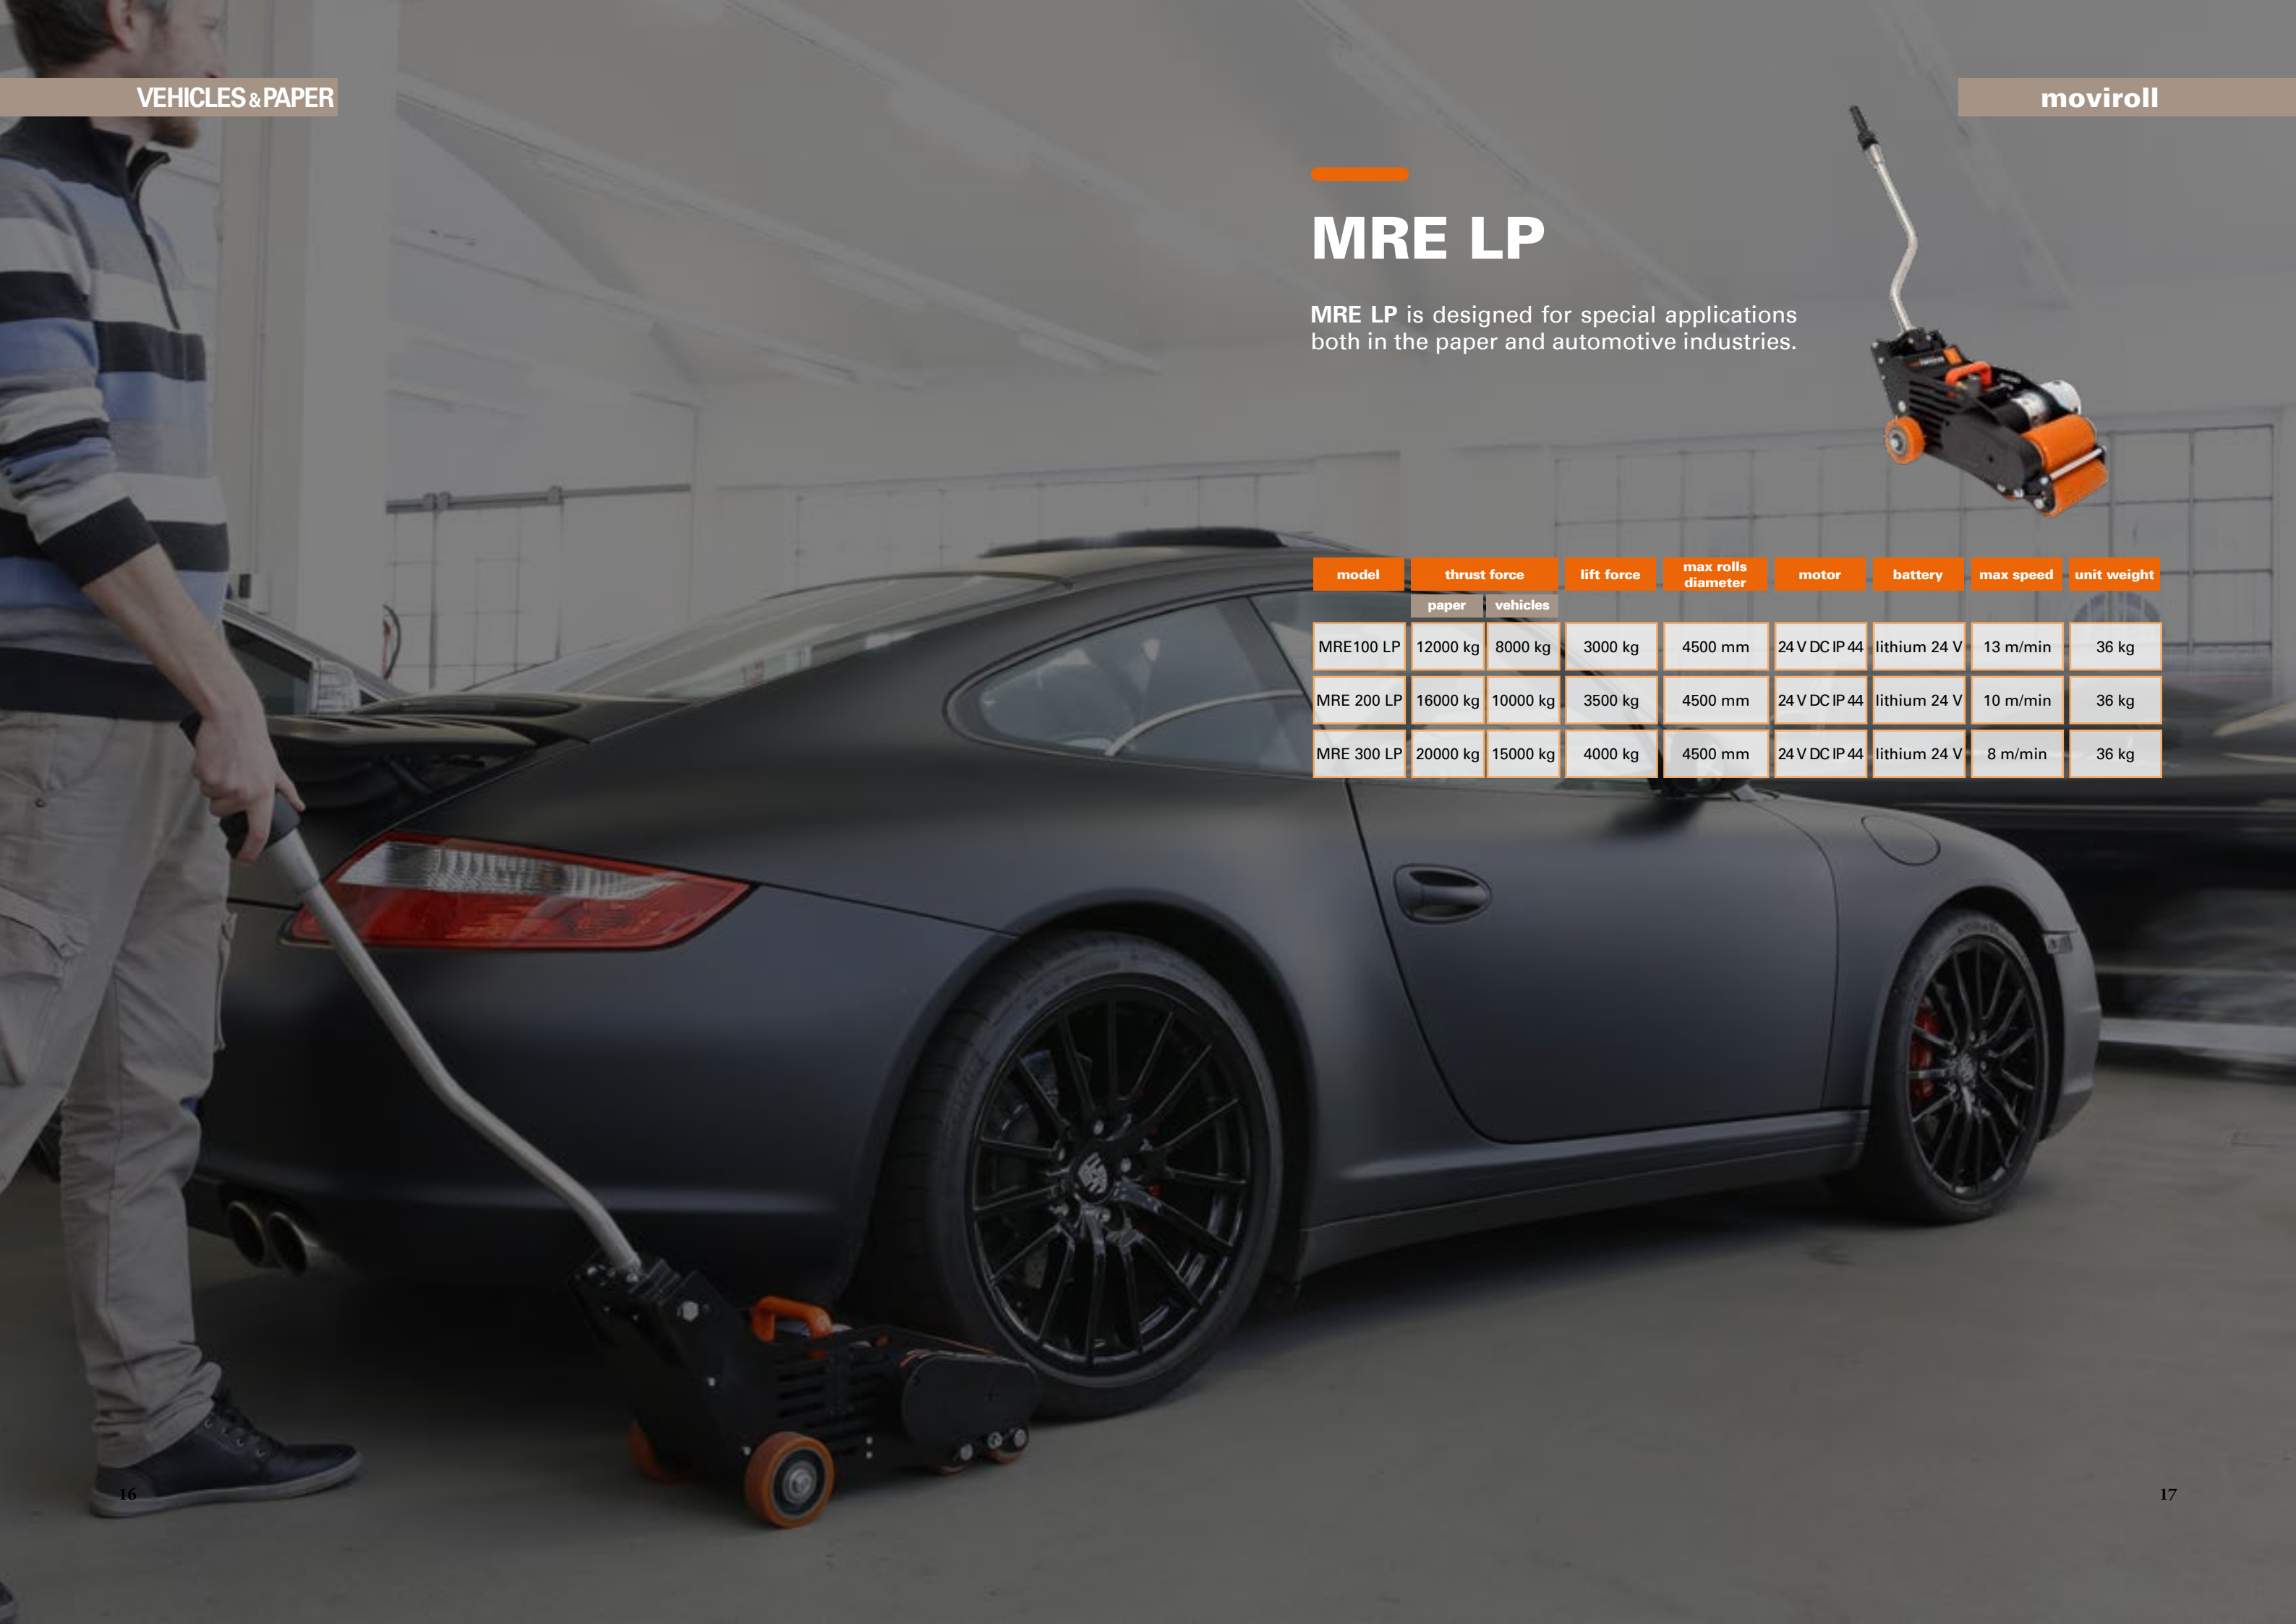 VEHICLES & PAPER
moviroll
MRE LP
MRE LP is designed for special applications
both in the paper and automotive industries.
model thrust force lift force max rolls diameter motor battery max speed unit weight
paper vehicles
MRE100 LP 12000 kg 8000 kg 3000 kg 4500 mm 24 V DC IP 44 lithium 24 V 13 m/min 36 kg
MRE 200 LP 16000 kg 10000 kg 3500 kg 4500 mm 24 V DC IP 44 lithium 24 V 10 m/min 36 kg
MRE 300 LP 20000 kg 15000 kg 4000 kg 4500 mm 24 V DC IP 44 lithium 24 V 8 m/min 36 kg
16
17